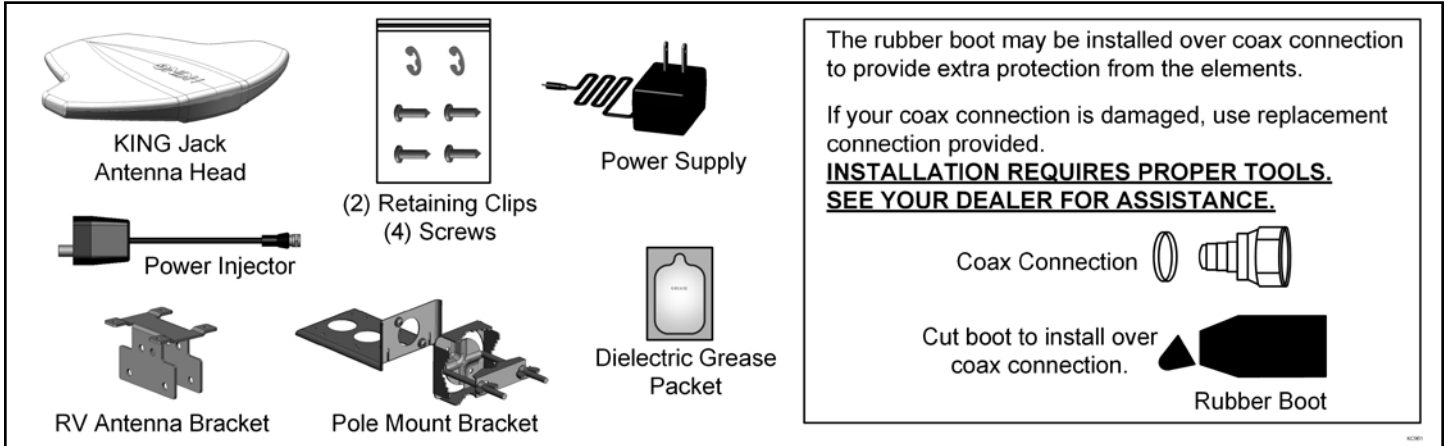 KING
KING Jack
Antenna Head
(2) Retaining Clips
(4) Screws
Power Supply
Power Injector
GREASE
Dielectric Grease
Packet
RV Antenna Bracket
Pole Mount Bracket
The rubber boot may be installed over coax connection
to provide extra protection from the elements.
If your coax connection is damaged, use replacement
connection provided.
INSTALLATION REQUIRES PROPER TOOLS.
SEE YOUR DEALER FOR ASSISTANCE.
Coax Connection
Cut boot to install over
coax connection.
Rubber Boot